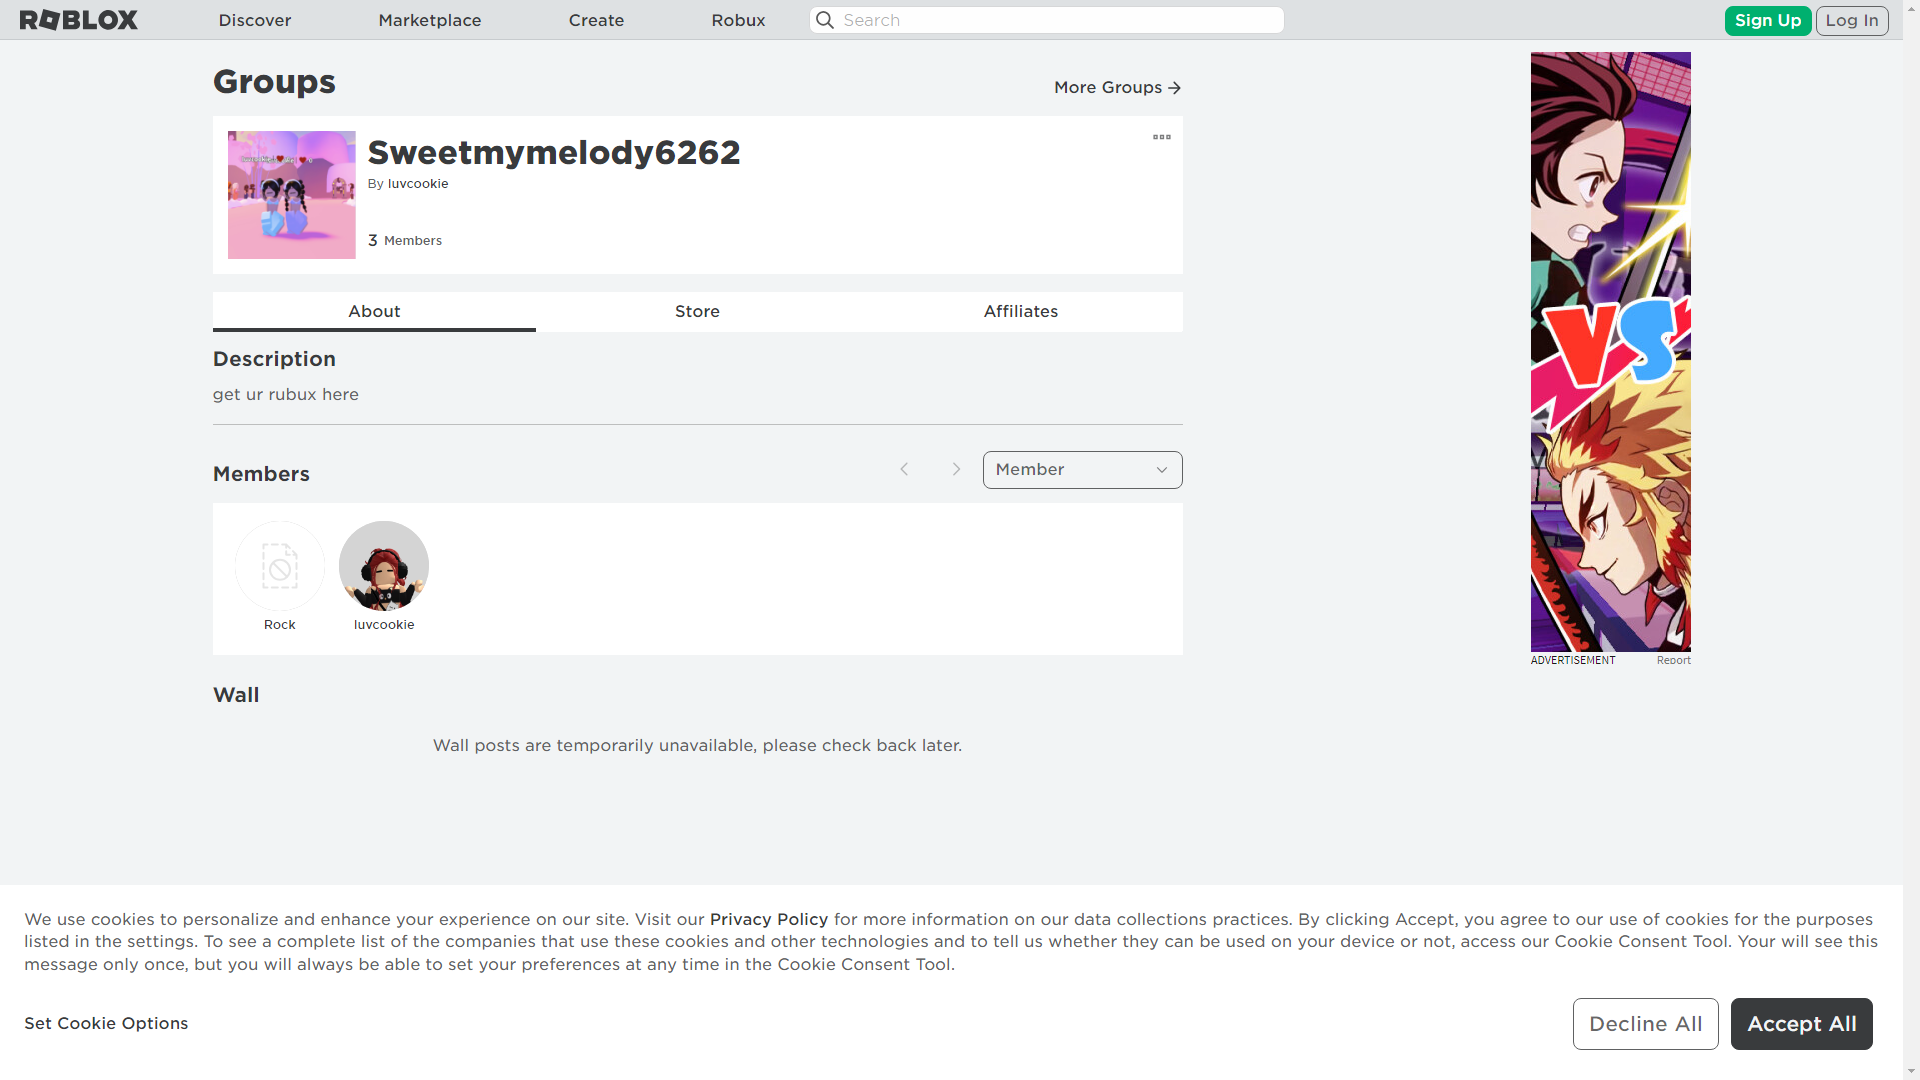 ROBLOX
Discover
Marketplace
Create
Robux
Search
Sign Up
Log In
Groups
More Groups
Sweetmymelody6262
By luvcookie
3 Members
About
Store
Affiliates
Description
get ur rubux here
Members
Member
Rock
luvcookie
Wall
Wall posts are temporarily unavailable, please check back later.
VS
ADVERTISEMENT
Report
We use cookies to personalize and enhance your experience on our site. Visit our Privacy Policy for more information on our data collections practices. By clicking Accept, you agree to our use of cookies for the purposes
listed in the settings. To see a complete list of the companies that use these cookies and other technologies and to tell us whether they can be used on your device or not, access our Cookie Consent Tool. Your will see this
message only once, but you will always be able to set your preferences at any time in the Cookie Consent Tool.
Set Cookie Options
Decline All
Accept All